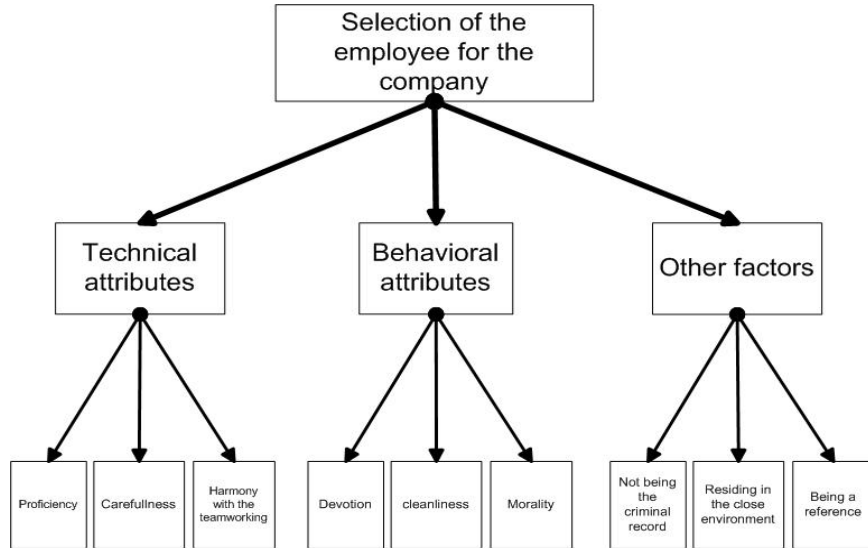 Selection of the
employee for the
company
Technical
attributes
Behavioral
attributes
Other factors
Proficiency
Carefullness
Harmony
with the
teamworking
Devotion
cleanliness
Morality
Not being
the
criminal
record
Residing in
the close
environment
Being a
reference